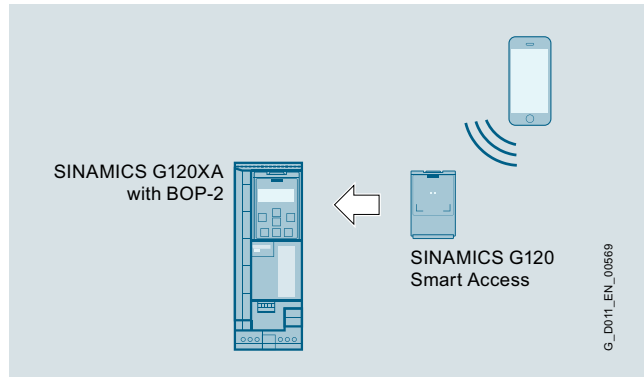 SINAMICS G120XA
with BOP-2
SINAMICS G120
Smart Access
G_D011_EN_00569